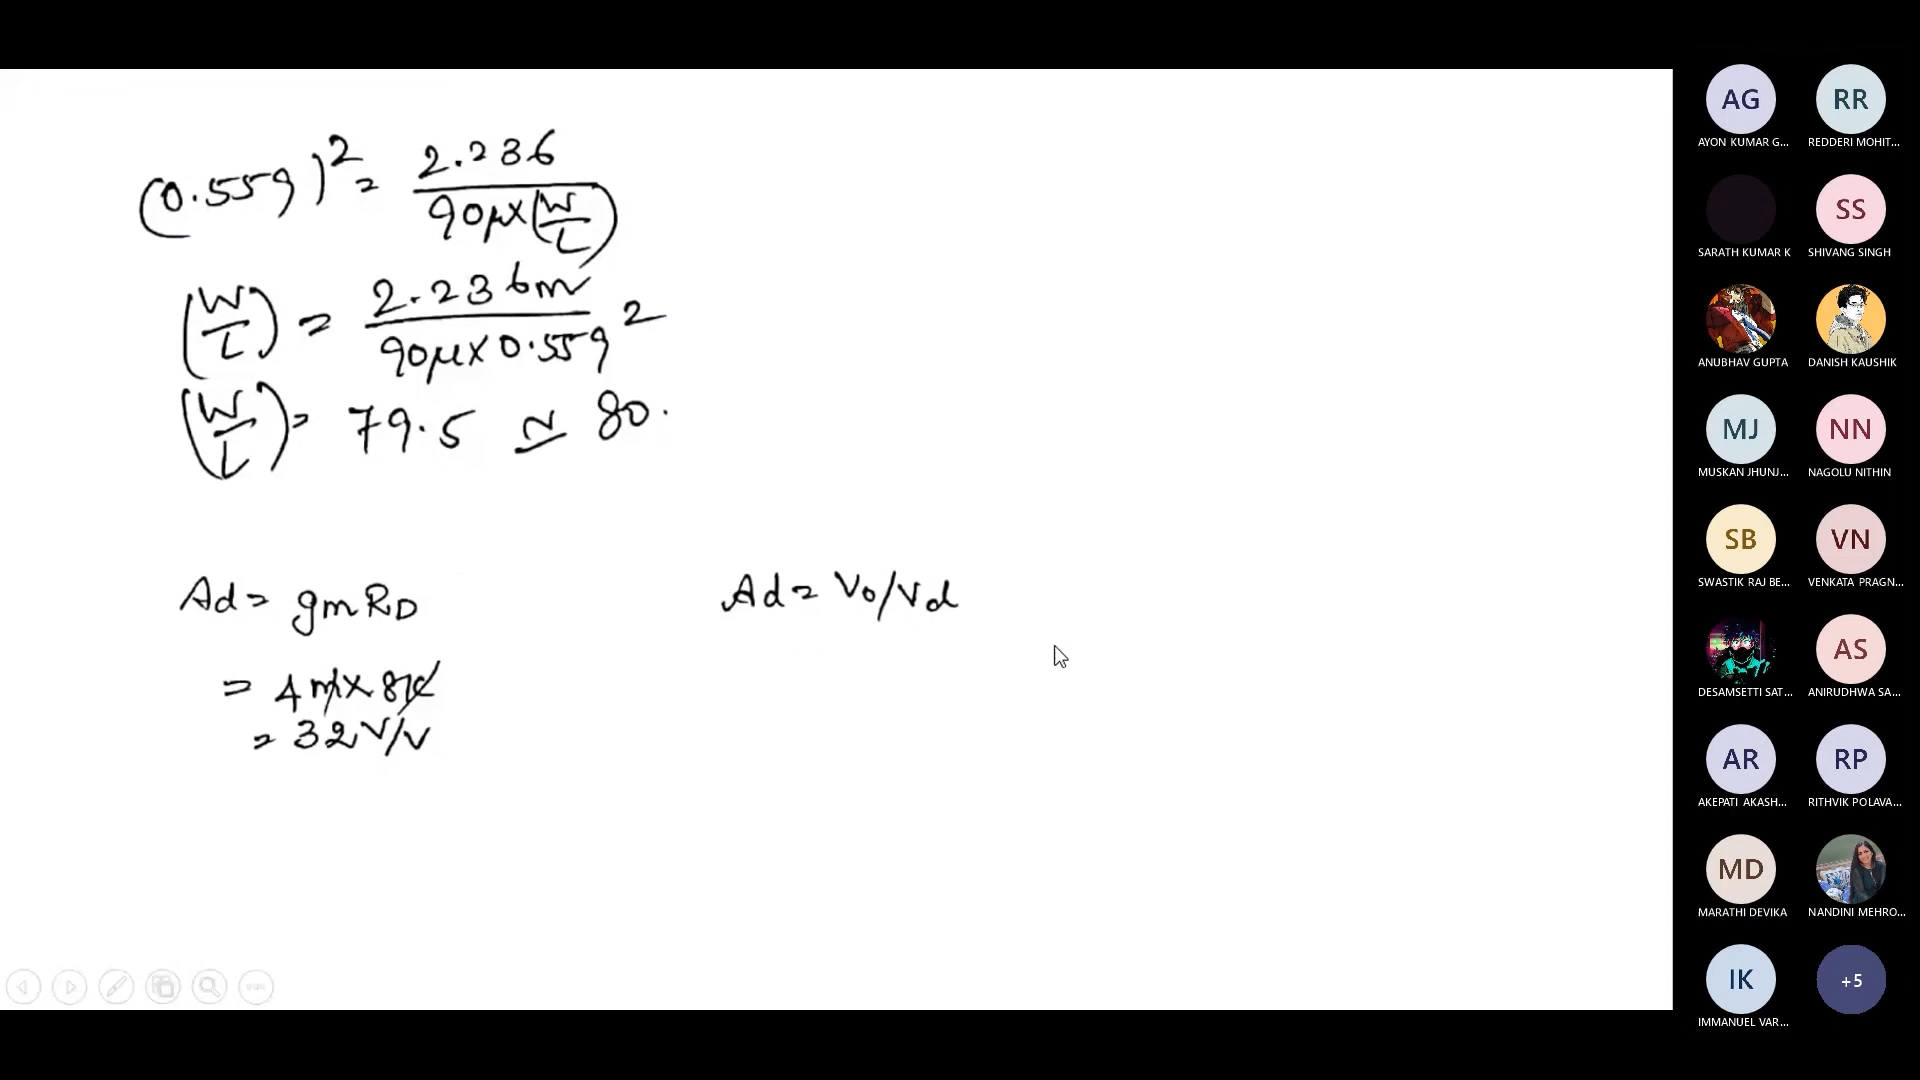 (0.559)² = 2.236 / 90μ×(W/L)
(W/L) = 2.236m / 90μ×0.559²
(W/L) = 79.5 ≃ 80.
Ad = gmRD
= 4m×8k
= 32V/V
Ad = Vo/Vd
AG
AYON KUMAR G...
RR
REDDERI MOHIT...
SARATH KUMAR K
SS
SHIVANG SINGH
ANUBHAV GUPTA
DANISH KAUSHIK
MJ
MUSKAN JHUNJ...
NN
NAGOLU NITHIN
SB
SWASTIK RAJ BE...
VN
VENKATA PRAGN...
DESAMSETTI SAT...
AS
ANIRUDHWA SA...
AR
AKEPATI AKASH...
RP
RITHVIK POLAVA...
MD
MARATHI DEVIKA
NANDINI MEHRO...
IK
IMMANUEL VAR...
+5